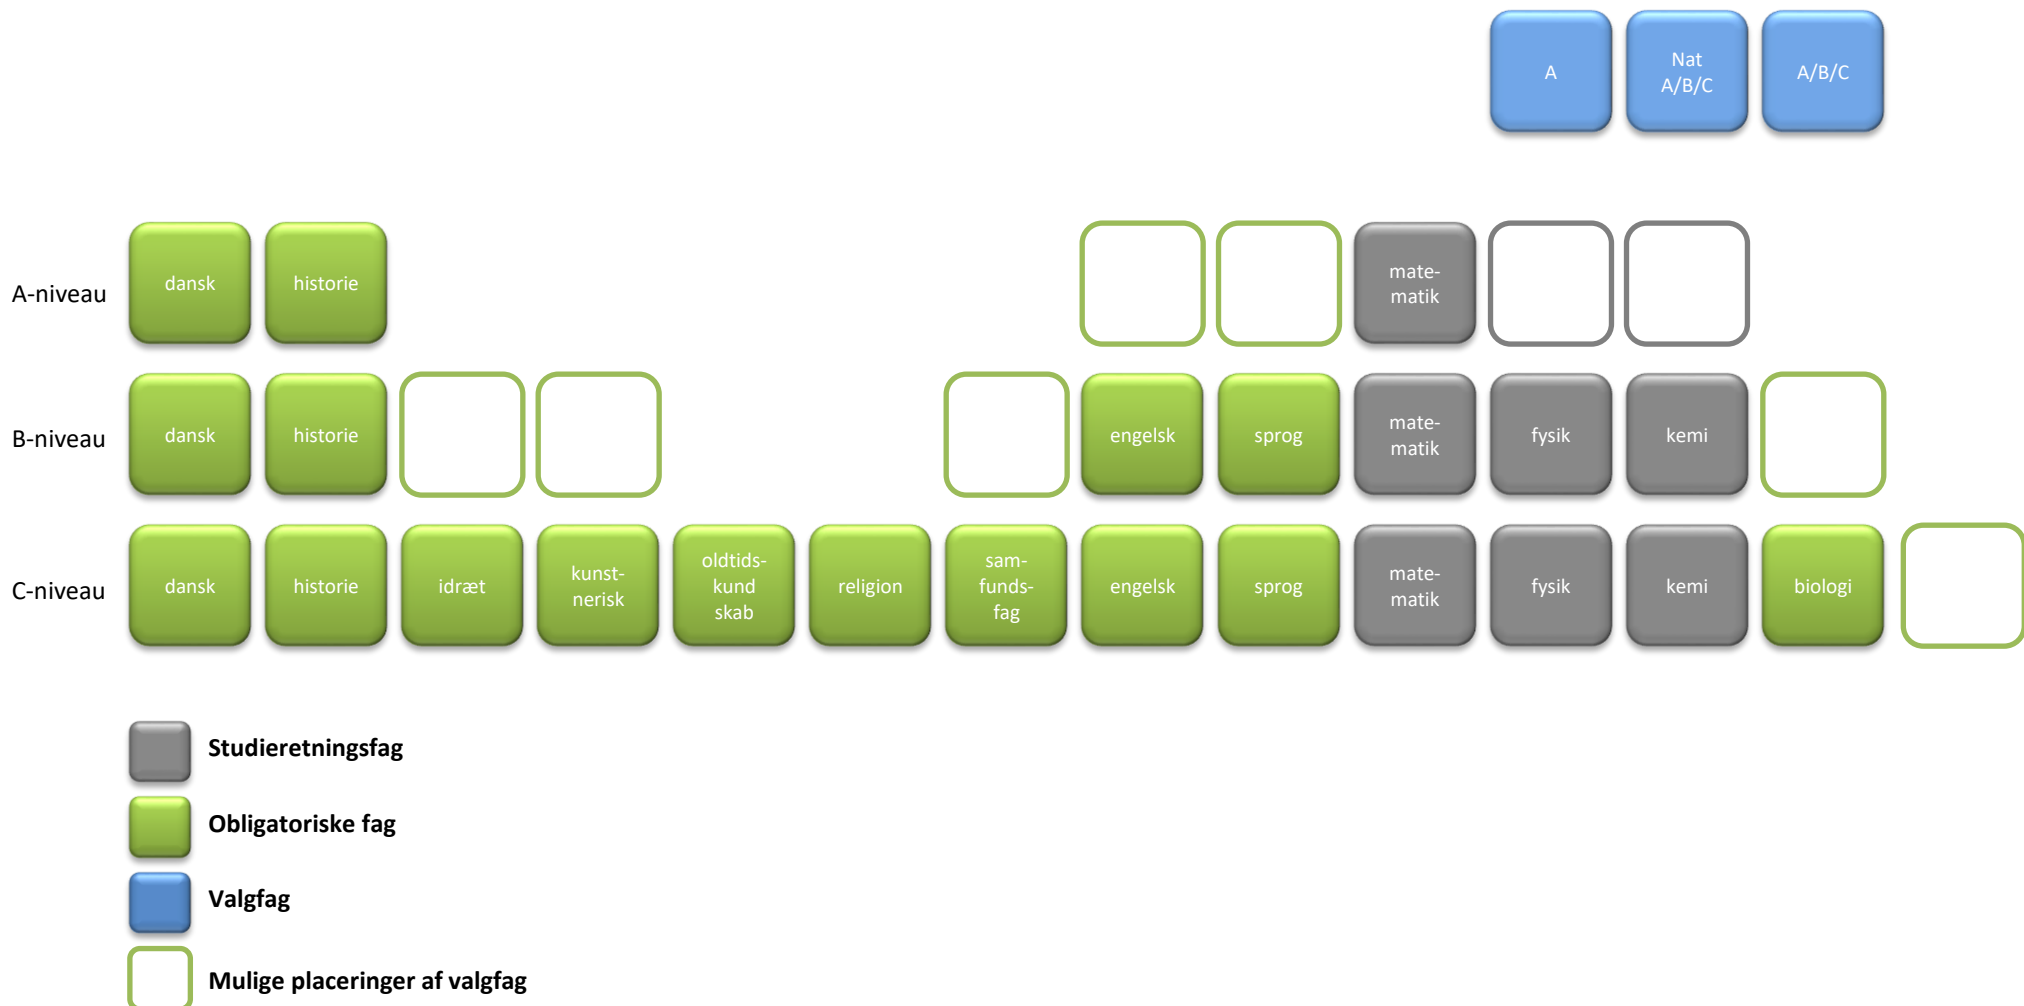 A
Nat
A/B/C
A/B/C
A-niveau
dansk
historie
mate-
matik
B-niveau
dansk
historie
engelsk
sprog
mate-
matik
fysik
kemi
C-niveau
dansk
historie
idræt
kunst-
nerisk
oldtids-
kund
skab
religion
sam-
funds-
fag
engelsk
sprog
mate-
matik
fysik
kemi
biologi
Studieretningsfag
Obligatoriske fag
Valgfag
Mulige placeringer af valgfag